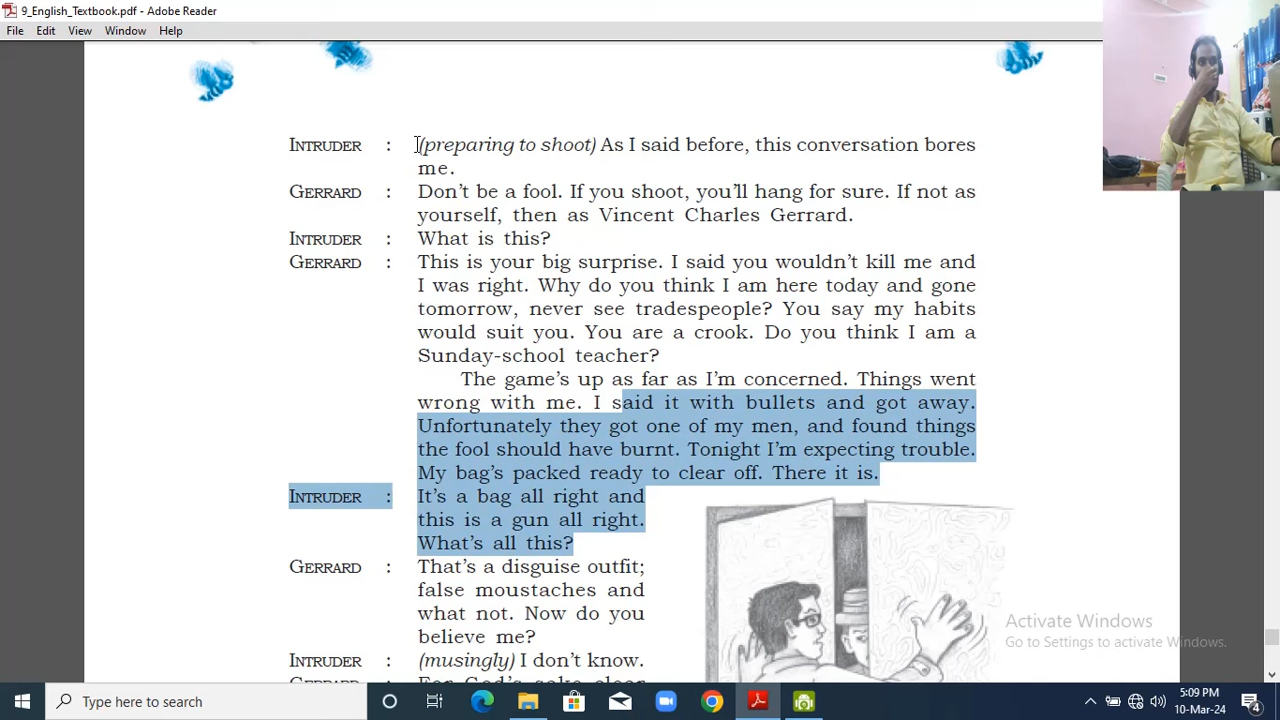 9_English_Textbook.pdf - Adobe Reader
File Edit View Window Help
INTRUDER : (preparing to shoot) As I said before, this conversation bores
me.
GERRARD : Don't be a fool. If you shoot, you'll hang for sure. If not as
yourself, then as Vincent Charles Gerrard.
INTRUDER : What is this?
GERRARD : This is your big surprise. I said you wouldn't kill me and
I was right. Why do you think I am here today and gone
tomorrow, never see tradespeople? You say my habits
would suit you. You are a crook. Do you think I am a
Sunday-school teacher?
The game's up as far as I'm concerned. Things went
wrong with me. I said it with bullets and got away.
Unfortunately they got one of my men, and found things
the fool should have burnt. Tonight I'm expecting trouble.
My bag's packed ready to clear off. There it is.
INTRUDER : It's a bag all right and
this is a gun all right.
What's all this?
GERRARD : That's a disguise outfit;
false moustaches and
what not. Now do you
believe me?
INTRUDER : (musingly) I don't know.
GERRARD : For God's sake clear
Activate Windows
Go to Settings to activate Windows.
Type here to search
5:09 PM
10-Mar-24
4